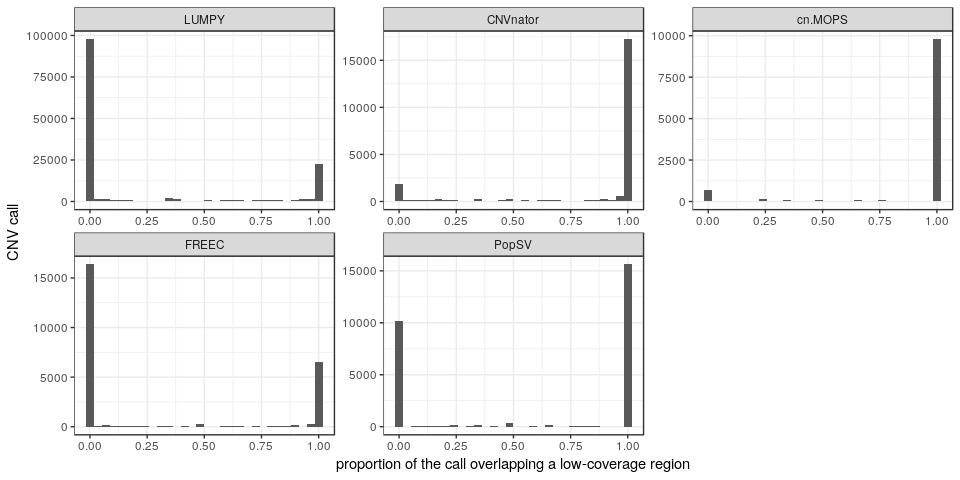 LUMPY
CNVnator
cn.MOPS
100000
75000
50000
25000
0
0.00 0.25 0.50 0.75 1.00
15000
10000
5000
0
0.00 0.25 0.50 0.75 1.00
10000
7500
5000
2500
0
0.00 0.25 0.50 0.75 1.00
CNV call
FREEC
PopSV
15000
10000
5000
0
0.00 0.25 0.50 0.75 1.00
15000
10000
5000
0
0.00 0.25 0.50 0.75 1.00
proportion of the call overlapping a low-coverage region